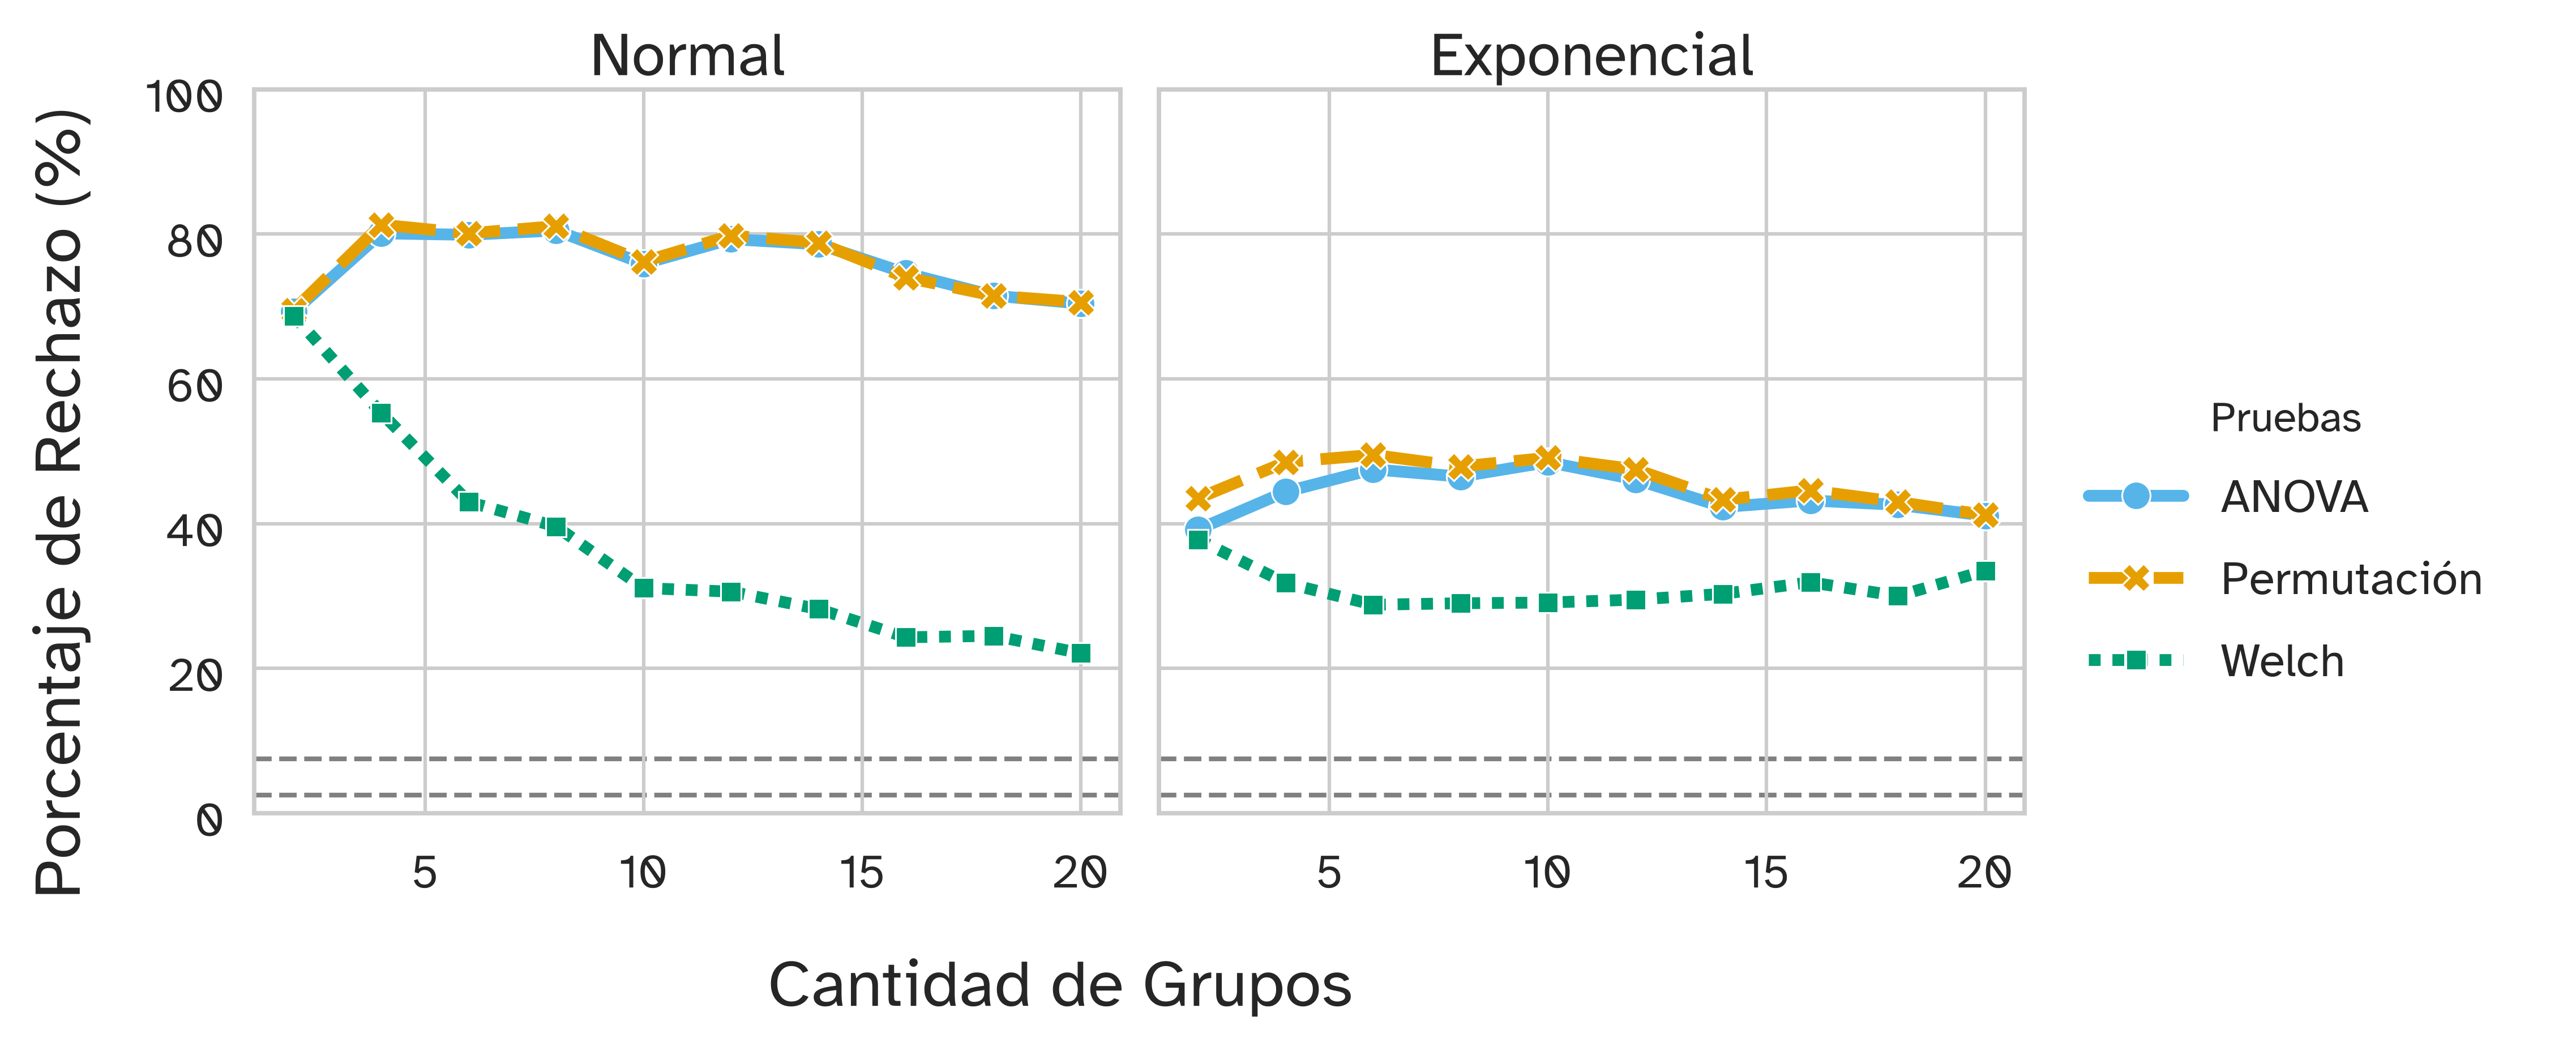 Normal
Exponencial
Porcentaje de Rechazo (%)
100
80
60
40
20
0
5 10 15 20
5 10 15 20
Cantidad de Grupos
Pruebas
ANOVA
Permutación
Welch